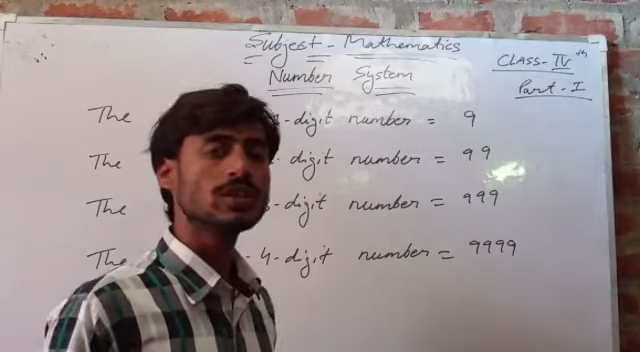 Subject - Mathematics
CLASS - IV th
Number System
Part - I
The -digit number = 9
The digit number = 99
The -digit number = 999
The - 4-digit number = 9999